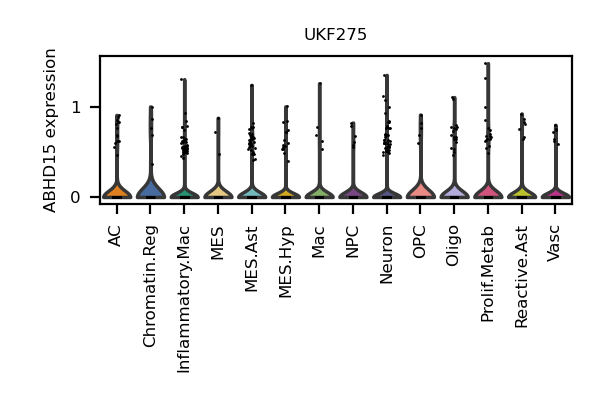 UKF275
ABHD15 expression
1
0
AC
Chromatin.Reg
Inflammatory.Mac
MES
MES.Ast
MES.Hyp
Mac
NPC
Neuron
OPC
Oligo
Prolif.Metab
Reactive.Ast
Vasc